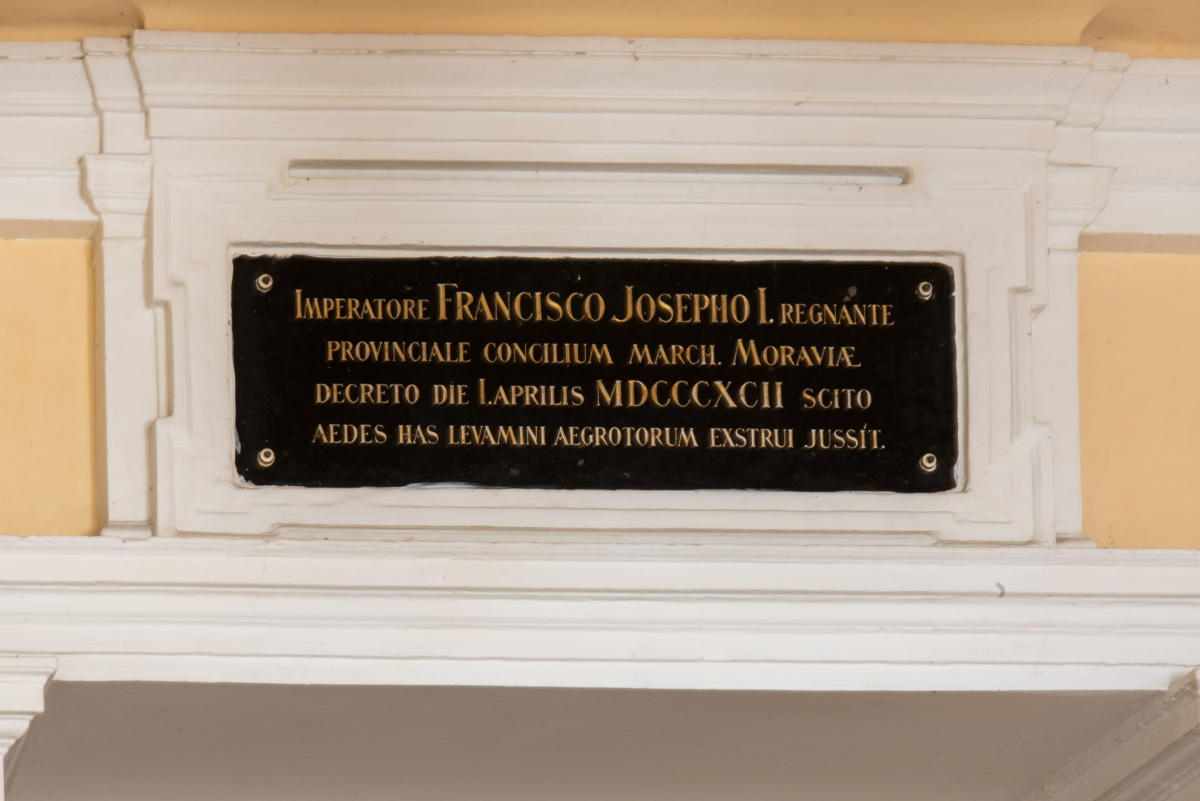 IMPERATORE FRANCISCO JOSEPHO I. REGNANTE
PROVINCIALE CONCILIUM MARCH. MORAVIÆ
DECRETO DIE I. APRILIS MDCCCXCII SCITO
AEDES HAS LEVAMINI AEGROTORUM EXSTRUI JUSSÍT.